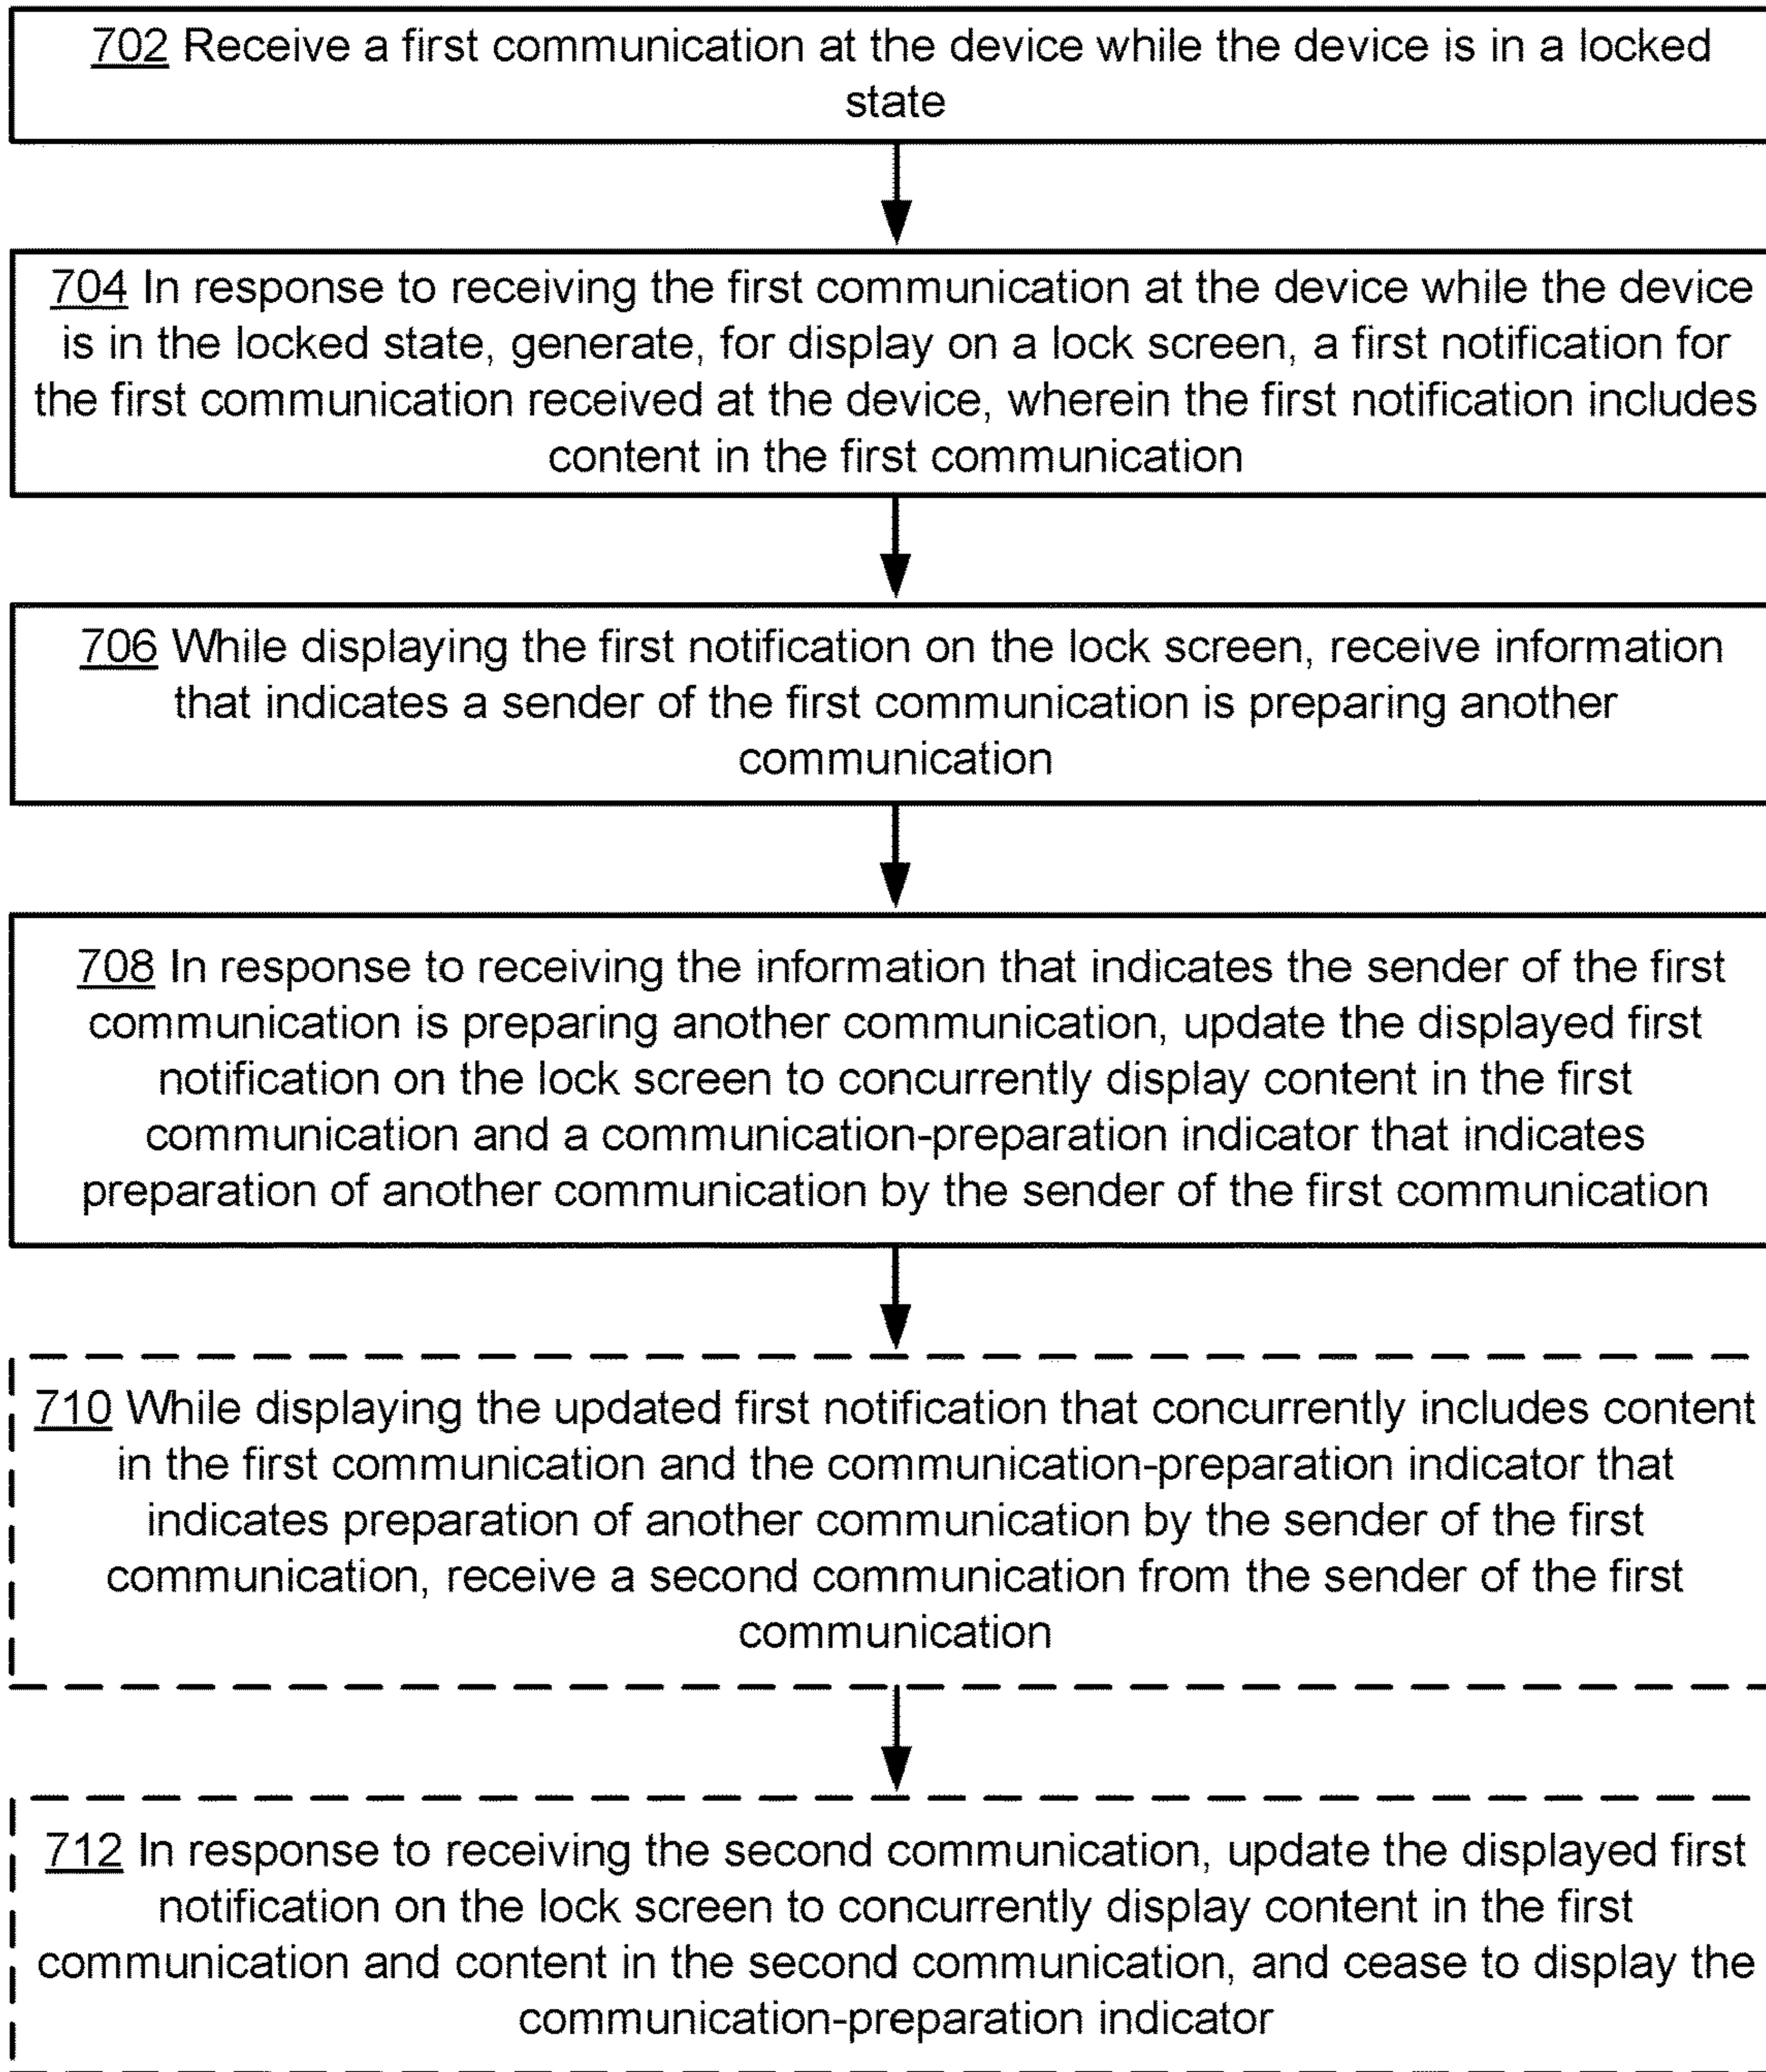 702 Receive a first communication at the device while the device is in a locked
state
704 In response to receiving the first communication at the device while the device
is in the locked state, generate, for display on a lock screen, a first notification for
the first communication received at the device, wherein the first notification includes
content in the first communication
706 While displaying the first notification on the lock screen, receive information
that indicates a sender of the first communication is preparing another
communication
708 In response to receiving the information that indicates the sender of the first
communication is preparing another communication, update the displayed first
notification on the lock screen to concurrently display content in the first
communication and a communication-preparation indicator that indicates
preparation of another communication by the sender of the first communication
710 While displaying the updated first notification that concurrently includes content
in the first communication and the communication-preparation indicator that
indicates preparation of another communication by the sender of the first
communication, receive a second communication from the sender of the first
communication
712 In response to receiving the second communication, update the displayed first
notification on the lock screen to concurrently display content in the first
communication and content in the second communication, and cease to display the
communication-preparation indicator